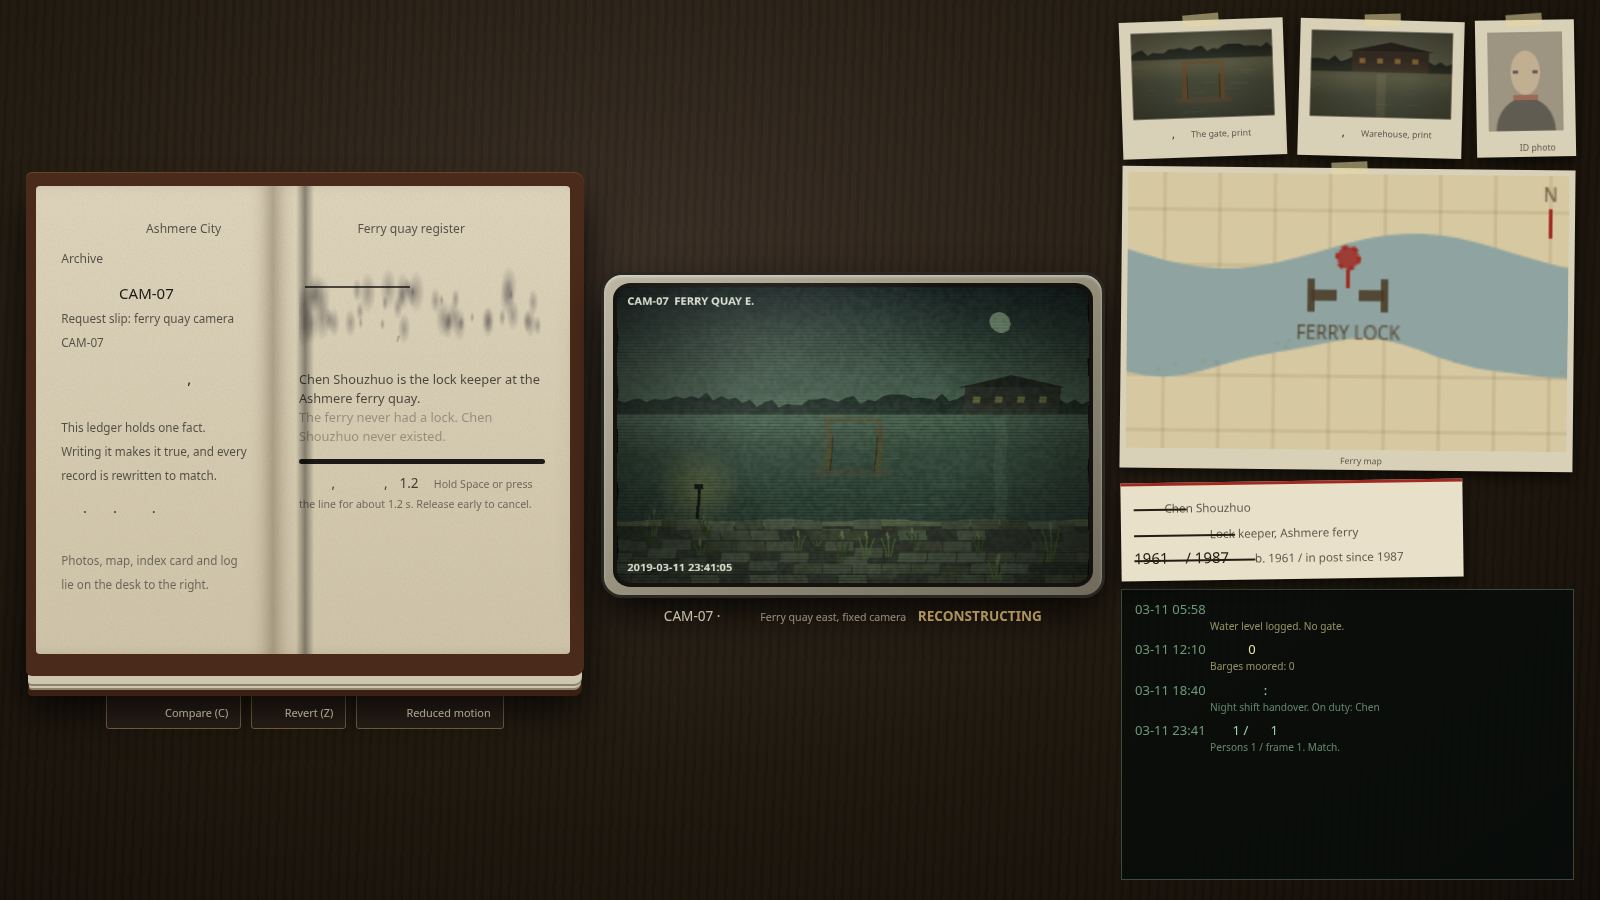 Ashmere City
Archive
CAM-07
Request slip: ferry quay camera
CAM-07
,
This ledger holds one fact.
Writing it makes it true, and every
record is rewritten to match.
. . .
Photos, map, index card and log
lie on the desk to the right.
Ferry quay register
Chen Shouzhuo is the lock keeper at the
Ashmere ferry quay.
The ferry never had a lock. Chen
Shouzhuo never existed.
, , 1.2 Hold Space or press
the line for about 1.2 s. Release early to cancel.
Compare (C)
Revert (Z)
Reduced motion
CAM-07 FERRY QUAY E.
2019-03-11 23:41:05
CAM-07 · Ferry quay east, fixed camera RECONSTRUCTING
, The gate, print
, Warehouse, print
ID photo
N
FERRY LOCK
Ferry map
Chen Shouzhuo
Lock keeper, Ashmere ferry
1961 / 1987 b. 1961 / in post since 1987
03-11 05:58
Water level logged. No gate.
03-11 12:10 0
Barges moored: 0
03-11 18:40 :
Night shift handover. On duty: Chen
03-11 23:41 1 / 1
Persons 1 / frame 1. Match.